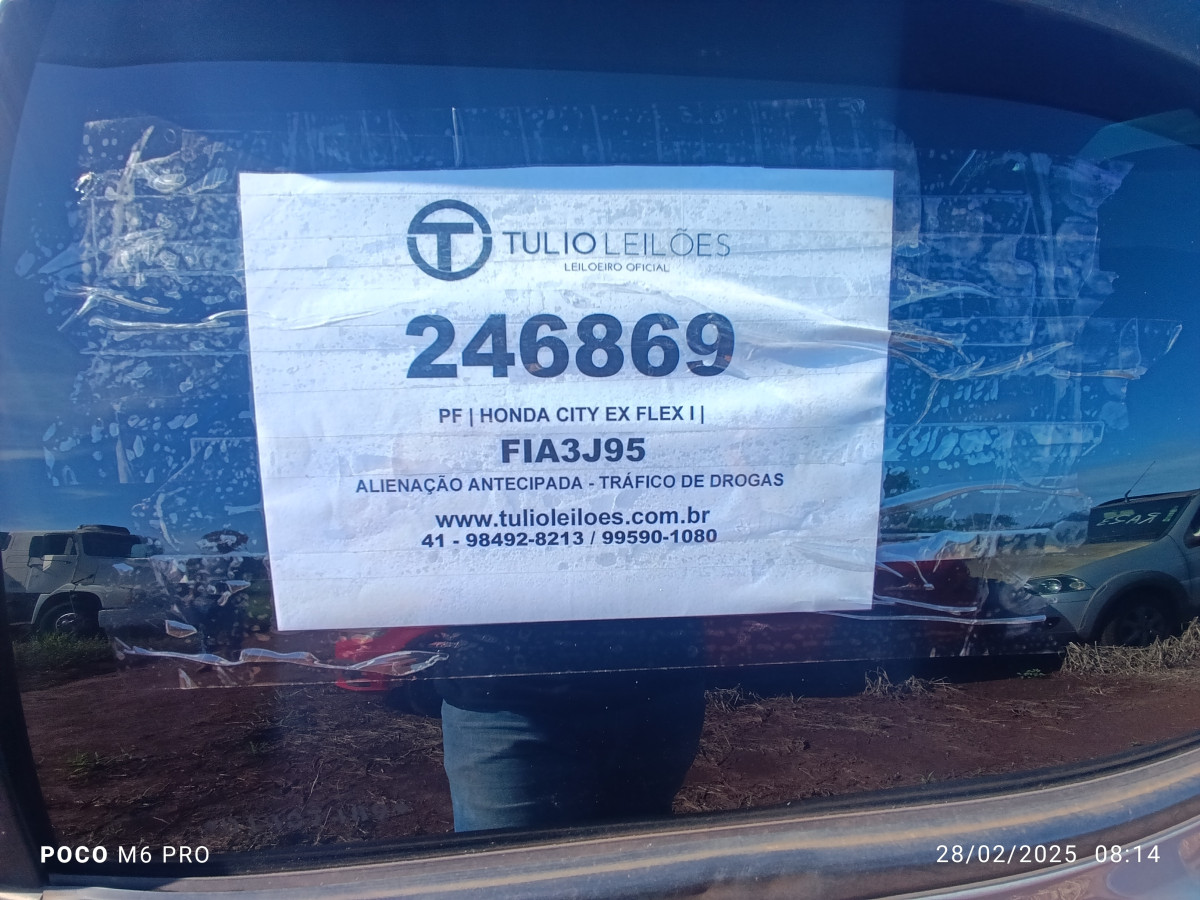 TULIO LEILÕES
LEILOEIRO OFICIAL
246869
PF | HONDA CITY EX FLEX I |
FIA3J95
ALIENAÇÃO ANTECIPADA - TRÁFICO DE DROGAS
www.tulioleiloes.com.br
41 - 98492-8213 / 99590-1080
POCO M6 PRO
28/02/2025 08:14